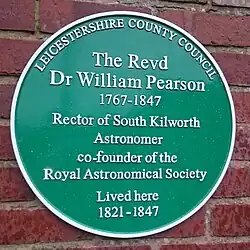 LEICESTERSHIRE COUNTY COUNCIL
The Revd
Dr William Pearson
1767-1847
Rector of South Kilworth
Astronomer
co-founder of the
Royal Astronomical Society
Lived here
1821-1847